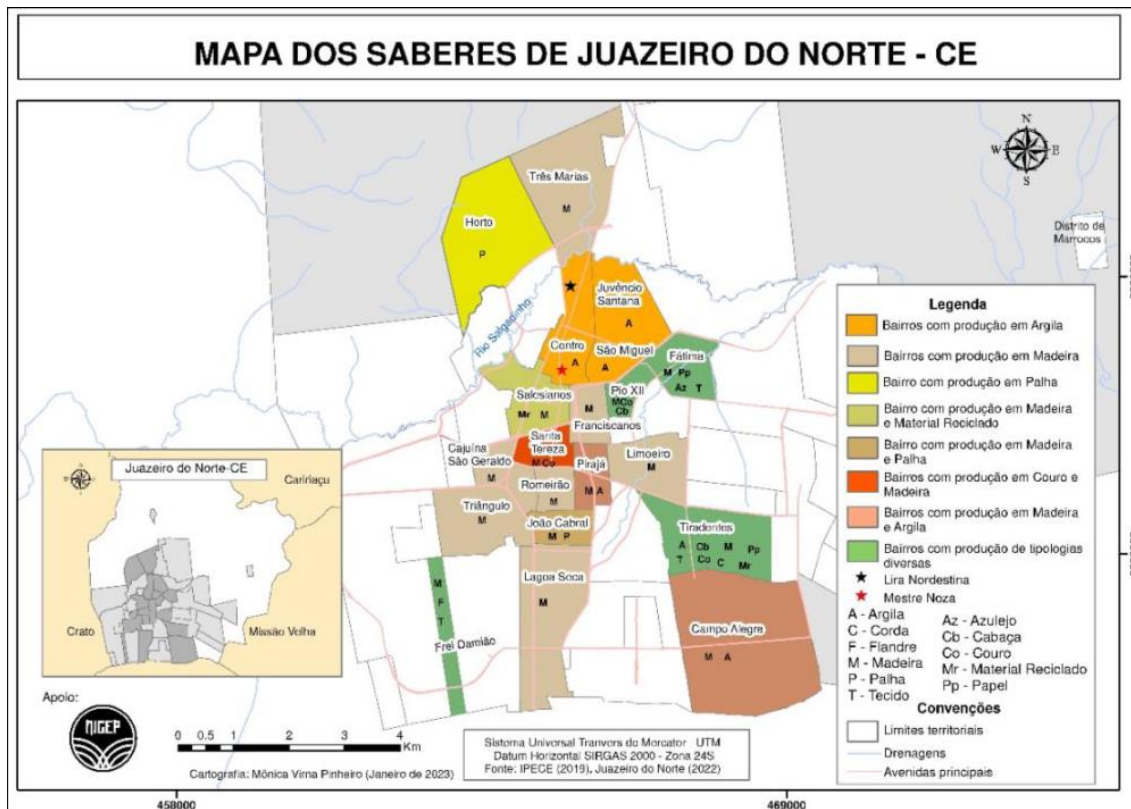 MAPA DOS SABERES DE JUAZEIRO DO NORTE - CE
N
W E
S
Três Marias
M
Horto
P
Distrito de
Marrocos
Rio Salgadinho
Juvêncio
Santana
A
Centro
A
São Miguel
A
Fátima
M Pp
Az T
Pio XII
MCo
Cb
Salesianos
Mr M
M
Franciscanos
Santa
Tereza
M Co
Cajuína
São Geraldo
M
Pirajá
M A
Limoeiro
M
Romeirão
M
Triângulo
M
João Cabral
M P
Tiradentes
A Cb M Pp
T Co C Mr
Lagoa Seca
M
M
F
T
Frei Damião
Campo Alegre
M A
Legenda
Bairros com produção em Argila
Bairros com produção em Madeira
Bairro com produção em Palha
Bairro com produção em Madeira
e Material Reciclado
Bairro com produção em Madeira
e Palha
Bairros com produção em Couro e
Madeira
Bairros com produção em Madeira
e Argila
Bairros com produção de tipologias
diversas
Lira Nordestina
Mestre Noza
A - Argila
C - Corda
F - Flandre
M - Madeira
P - Palha
T - Tecido
Az - Azulejo
Cb - Cabaça
Co - Couro
Mr - Material Reciclado
Pp - Papel
Convenções
Limites territoriais
Drenagens
Avenidas principais
Juazeiro do Norte-CE
Caririaçu
Crato
Missão Velha
Apoio:
NIGEP
0 0.5 1 2 3 4
Km
Cartografia: Mônica Virna Pinheiro (Janeiro de 2023)
Sistema Universal Tranvers de Mercator UTM
Datum Horizontal SIRGAS 2000 - Zona 24S
Fonte: IPECE (2019), Juazeiro do Norte (2022)
458000
469000